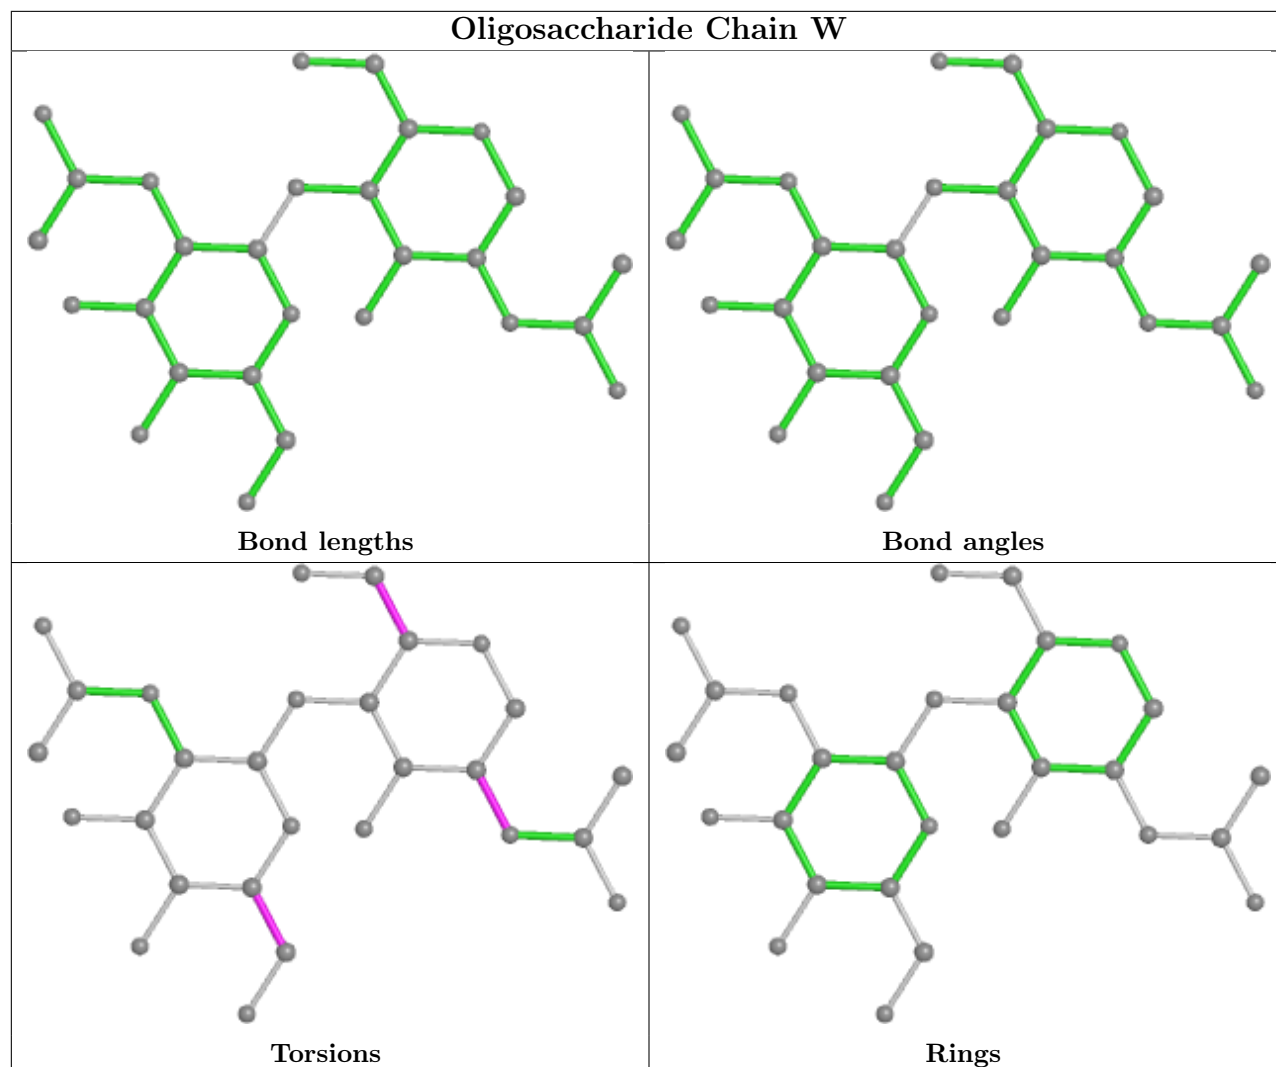 Oligosaccharide Chain W
Bond lengths
Bond angles
Torsions
Rings